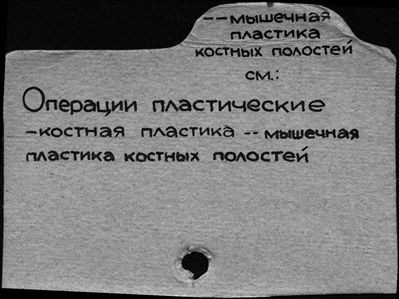 --мышечная
пластика
костных полостей
см.:
Операции пластические
-костная пластика--мышечная
пластика костных полостей